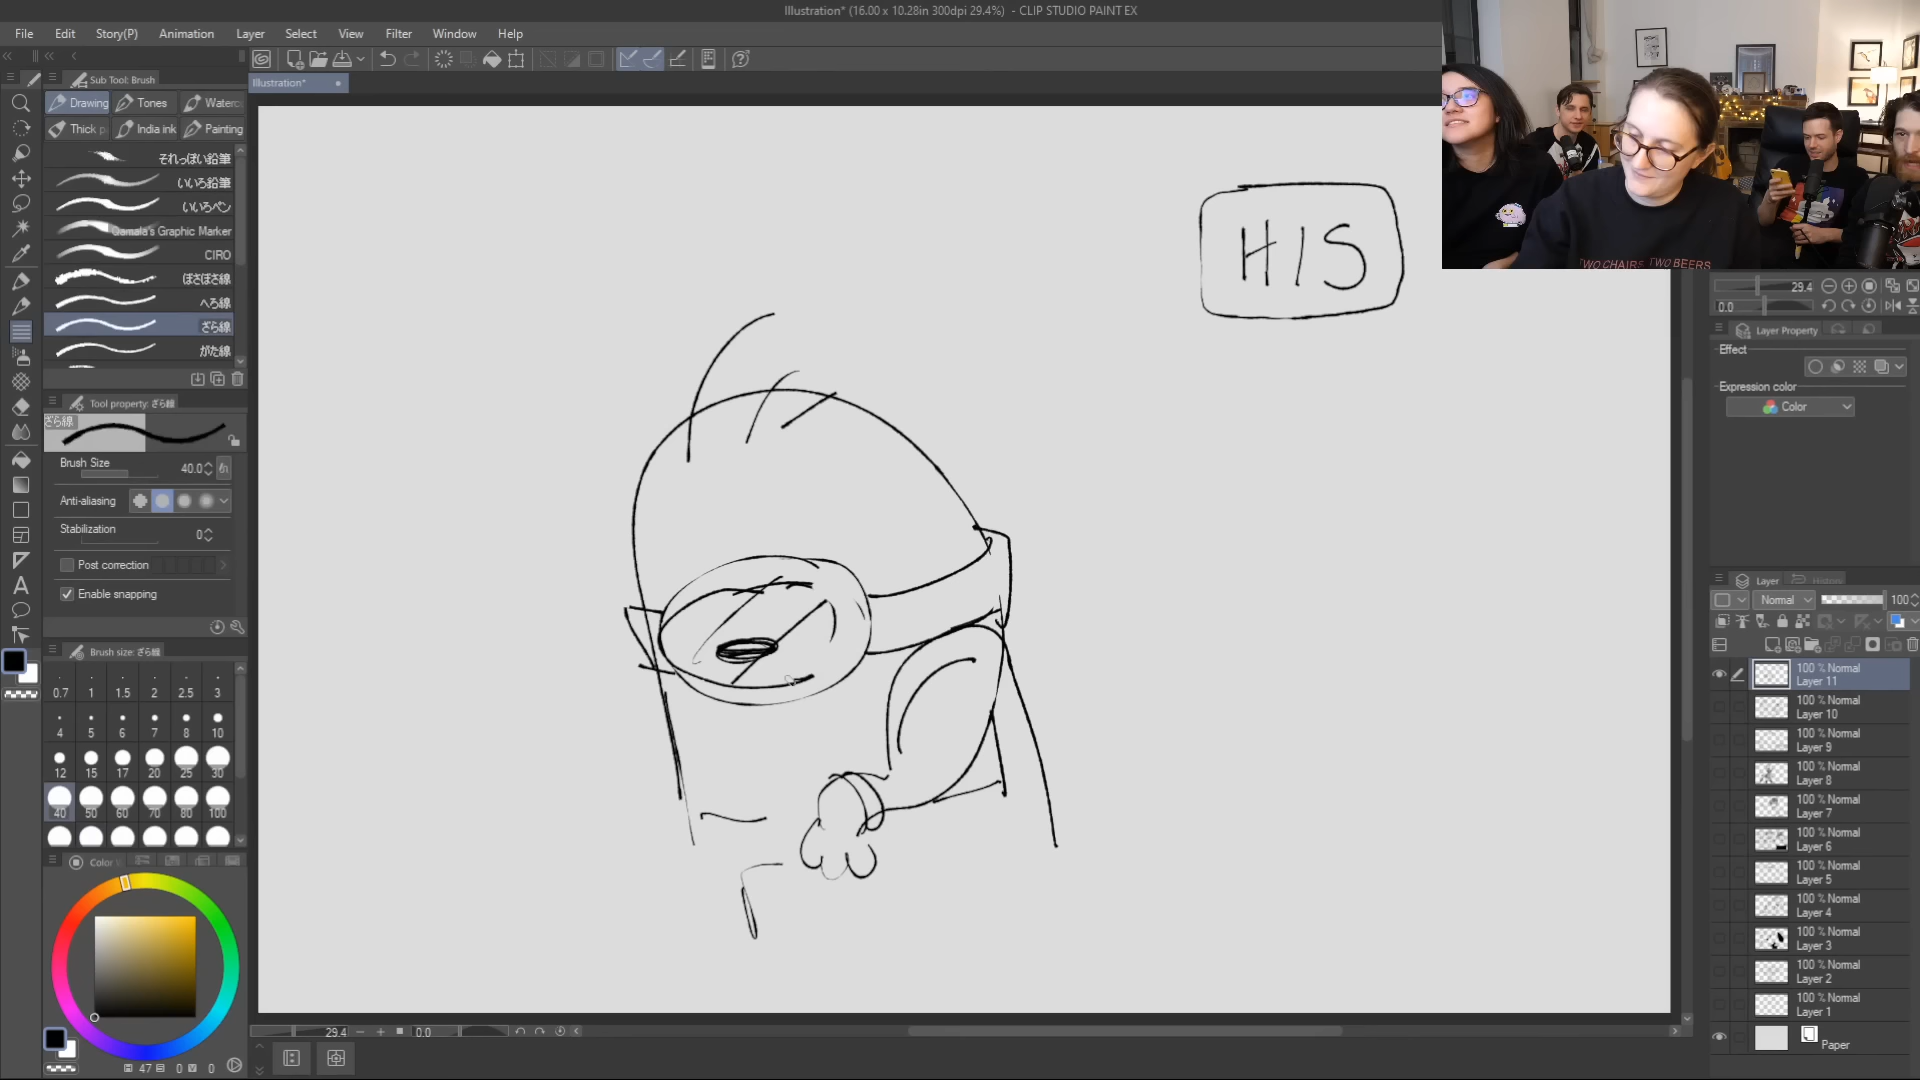 Illustration* (16.00 x 10.28in 300dpi 29.4%) - CLIP STUDIO PAINT EX
File Edit Story(P) Animation Layer Select View Filter Window Help
Sub Tool: Brush
Illustration*
Drawing Tones
India ink Painting
それっぽい鉛筆
いいろ鉛筆
いいろペン
Qamala's Graphic Marker
CIRO
ぼさぼさ線
へろ線
ざら線
がた線
Tool property: ざら線
ざら線
Brush Size 40.0
Anti-aliasing
Stabilization 0
Post correction
Enable snapping
Brush size: ざら線
0.7 1 1.5 2 2.5 3
4 5 6 7 8 10
12 15 17 20 25 30
40 50 60 70 80 100
Color
47 0 0
HIS
29.4 0.0
TWO CHAIRS TWO BEERS
29.4
0.0
Layer Property
Effect
Expression color
Color
Layer History
Normal 100
100 % Normal
Layer 11
100 % Normal
Layer 10
100 % Normal
Layer 9
100 % Normal
Layer 8
100 % Normal
Layer 7
100 % Normal
Layer 6
100 % Normal
Layer 5
100 % Normal
Layer 4
100 % Normal
Layer 3
100 % Normal
Layer 2
100 % Normal
Layer 1
Paper